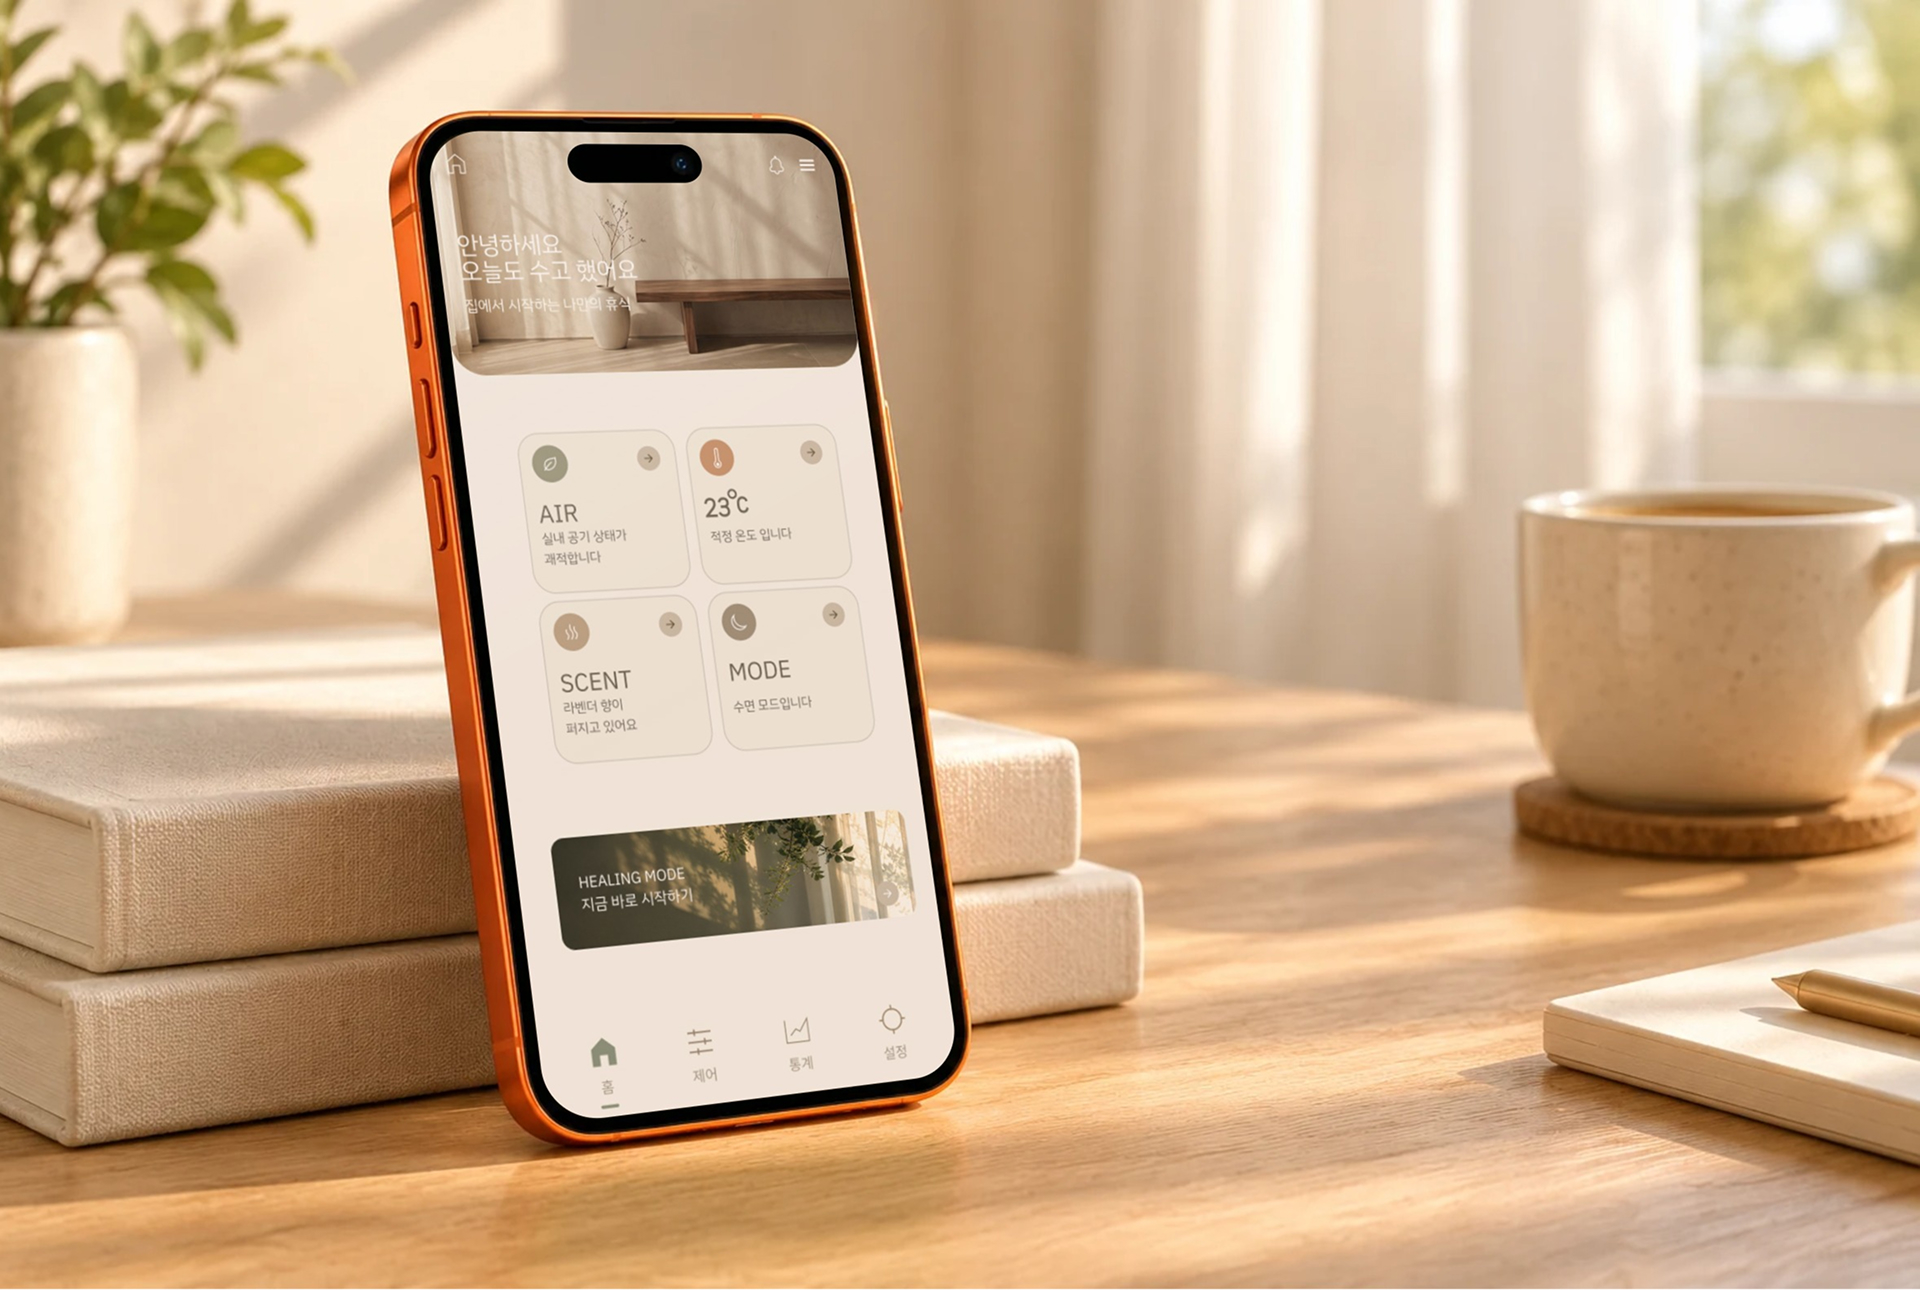 안녕하세요
오늘도 수고 했어요
집에서 시작하는 나만의 휴식
AIR
실내 공기 상태가
쾌적합니다
23℃
적정 온도 입니다
SCENT
라벤더 향이
퍼지고 있어요
MODE
수면 모드입니다
HEALING MODE
지금 바로 시작하기
홈
제어
통계
설정